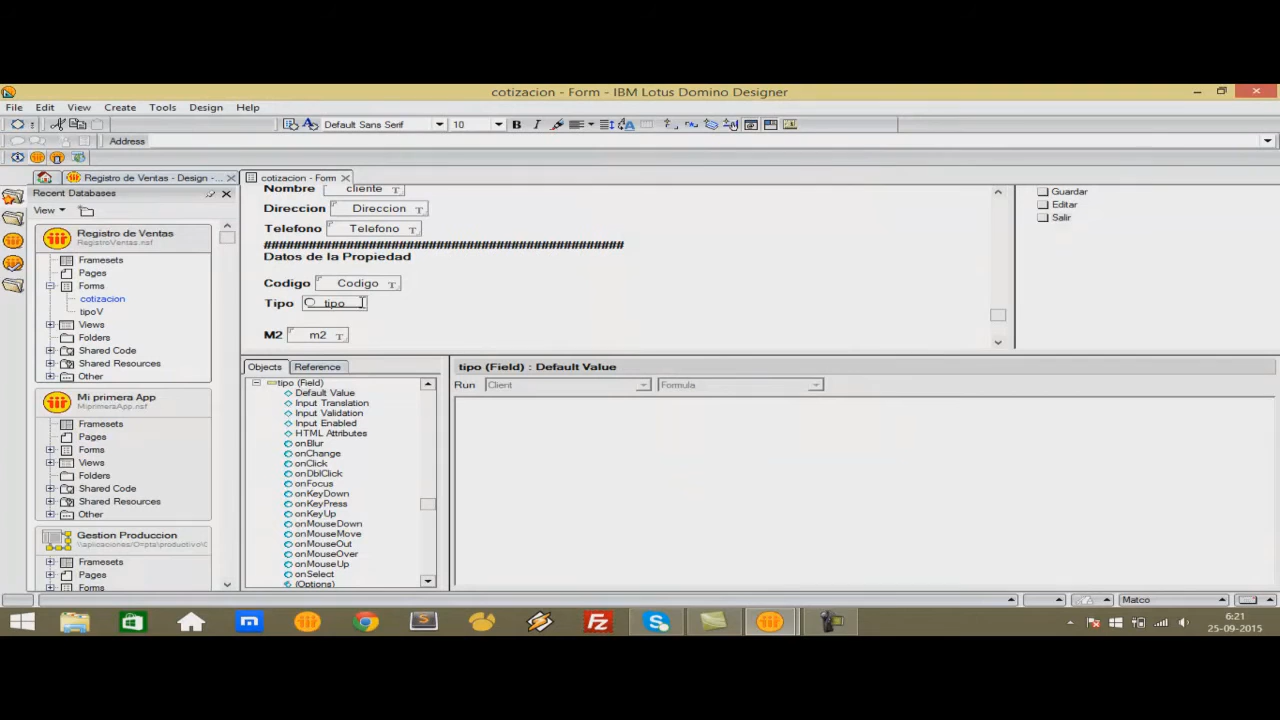 cotizacion - Form - IBM Lotus Domino Designer
File Edit View Create Tools Design Help
Default Sans Serif 10 B I
Address
Registro de Ventas - Design - ...
cotizacion - Form
Recent Databases
View
Registro de Ventas
RegistroVentas.nsf
Framesets
Pages
Forms
cotizacion
tipoV
Views
Folders
Shared Code
Shared Resources
Other
Mi primera App
MiprimeraApp.nsf
Framesets
Pages
Forms
Views
Folders
Shared Code
Shared Resources
Other
Gestion Produccion
Framesets
Pages
Forms
Nombre cliente T
Direccion Direccion T
Telefono Telefono T
################################################
Datos de la Propiedad
Codigo Codigo T
Tipo tipo
M2 m2 T
Guardar
Editar
Salir
Objects Reference
tipo (Field)
Default Value
Input Translation
Input Validation
Input Enabled
HTML Attributes
onBlur
onChange
onClick
onDblClick
onFocus
onKeyDown
onKeyPress
onKeyUp
onMouseDown
onMouseMove
onMouseOut
onMouseOver
onMouseUp
onSelect
(Options)
tipo (Field) : Default Value
Run Client Formula
Matco
6:21
25-09-2015